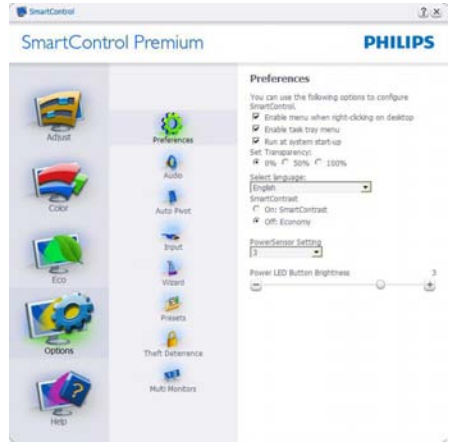 SmartControl
SmartControl Premium
PHILIPS
Adjust
Color
Eco
Options
Help
Preferences
Audio
Auto Pivot
Input
Wizard
Presets
Theft Deterrence
Multi Monitors
Preferences
You can use the following options to configure
SmartControl.
Enable menu when right-clicking on desktop
Enable task tray menu
Run at system start-up
Set Transparency:
0% 50% 100%
Select language:
English
SmartContrast
On: SmartContrast
Off: Economy
PowerSensor Setting
3
Power LED Button Brightness 3